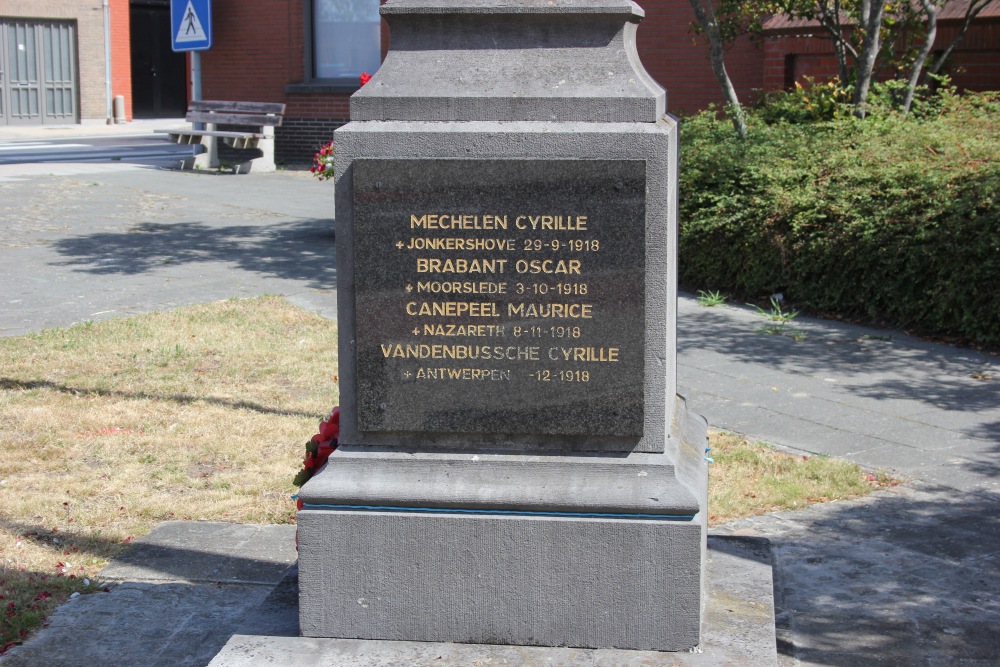 MECHELEN CYRILLE
+JONKERSHOVE 29-9-1918
BRABANT OSCAR
+MOORSLEDE 3-10-1918
CANEPEEL MAURICE
+NAZARETH 8-11-1918
VANDENBUSSCHE CYRILLE
+ANTWERPEN -12-1918